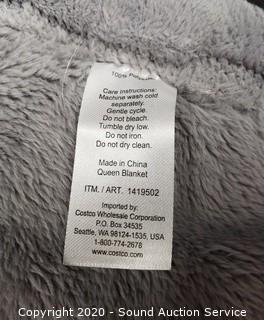 100% Polyester
Care instructions:
Machine wash cold
separately.
Gentle cycle.
Do not bleach.
Tumble dry low.
Do not iron.
Do not dry clean.
Made in China
Queen Blanket
ITM. / ART. 1419502
Imported by:
Costco Wholesale Corporation
P.O. Box 34535
Seattle, WA 98124-1535, USA
1-800-774-2678
www.costco.com
Copyright © 2020 - Sound Auction Service